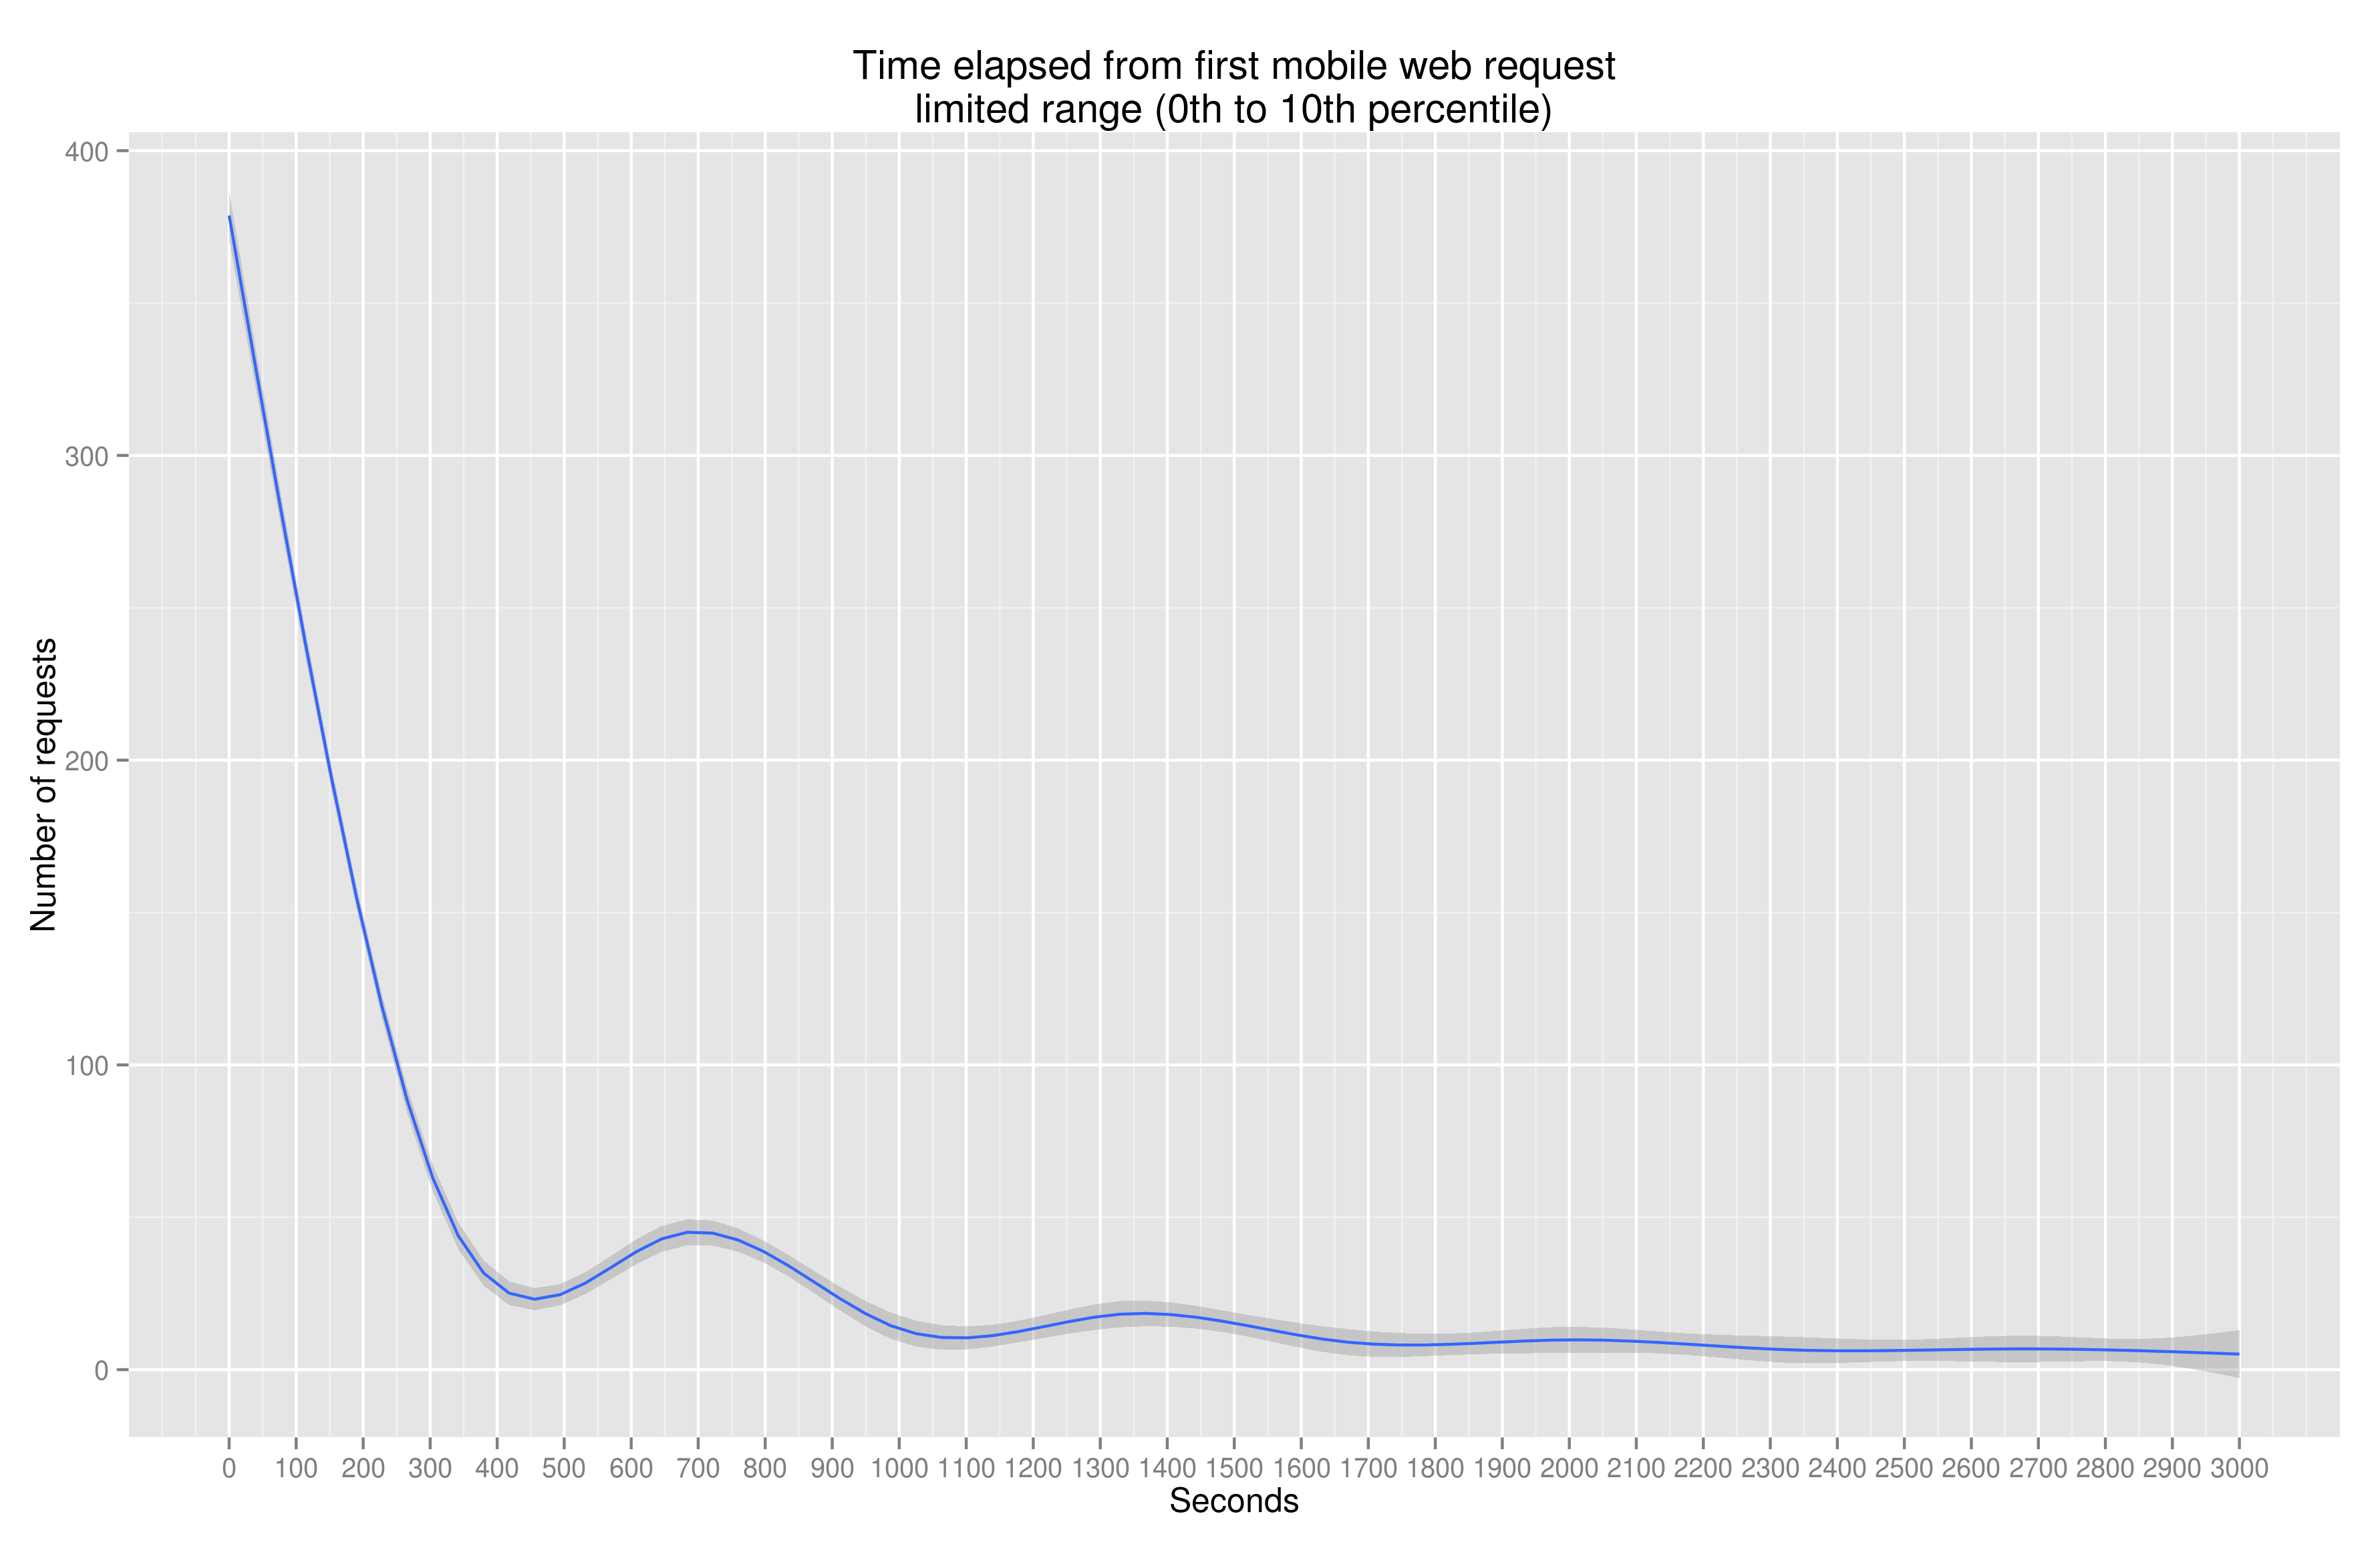 Time elapsed from first mobile web request
limited range (0th to 10th percentile)
Number of requests
400
300
200
100
0
0 100 200 300 400 500 600 700 800 900 1000 1100 1200 1300 1400 1500 1600 1700 1800 1900 2000 2100 2200 2300 2400 2500 2600 2700 2800 2900 3000
Seconds